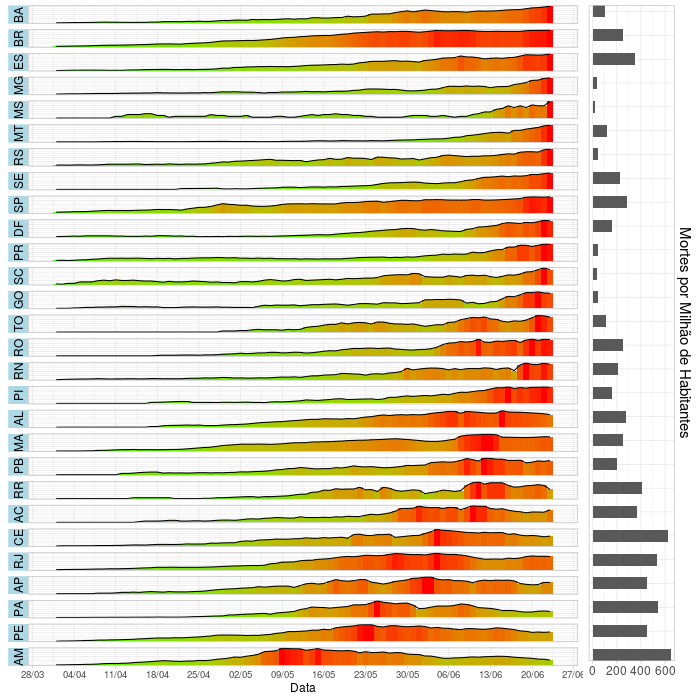 BA
BR
ES
MG
MS
MT
RS
SE
SP
DF
PR
SC
GO
TO
RO
RN
PI
AL
MA
PB
RR
AC
CE
RJ
AP
PA
PE
AM
28/03 04/04 11/04 18/04 25/04 02/05 09/05 16/05 23/05 30/05 06/06 13/06 20/06 27/06
Data
0 200 400 600
Mortes por Milhão de Habitantes